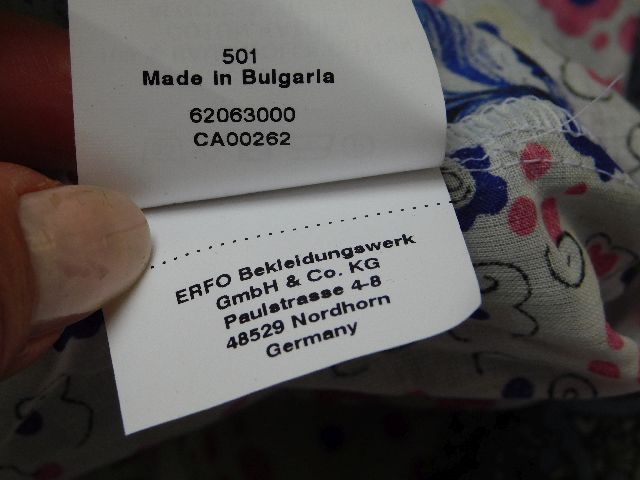 501
Made in Bulgaria
62063000
CA00262
ERFO Bekleidungswerk
GmbH & Co. KG
Paulstrasse 4-8
48529 Nordhorn
Germany